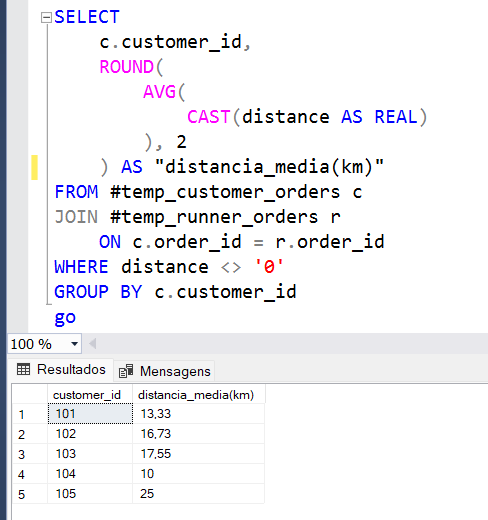 SELECT
c.customer_id,
ROUND(
AVG(
CAST(distance AS REAL)
), 2
) AS "distancia_media(km)"
FROM #temp_customer_orders c
JOIN #temp_runner_orders r
ON c.order_id = r.order_id
WHERE distance <> '0'
GROUP BY c.customer_id
go
100 %
Resultados Mensagens
customer_id distancia_media(km)
1 101 13,33
2 102 16,73
3 103 17,55
4 104 10
5 105 25